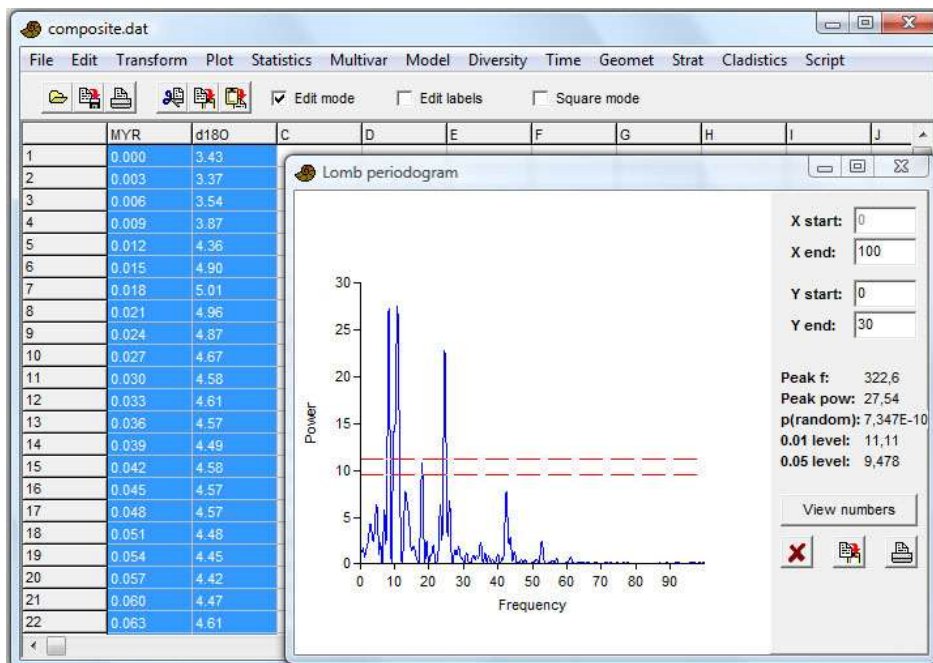 composite.dat
File Edit Transform Plot Statistics Multivar Model Diversity Time Geomet Strat Cladistics Script
Edit mode Edit labels Square mode
MYR d18O C D E F G H I J
1 0.000 3.43
2 0.003 3.37
3 0.006 3.54
4 0.009 3.87
5 0.012 4.36
6 0.015 4.90
7 0.018 5.01
8 0.021 4.96
9 0.024 4.87
10 0.027 4.67
11 0.030 4.58
12 0.033 4.61
13 0.036 4.57
14 0.039 4.49
15 0.042 4.58
16 0.045 4.57
17 0.048 4.57
18 0.051 4.48
19 0.054 4.45
20 0.057 4.42
21 0.060 4.47
22 0.063 4.61
Lomb periodogram
Power
30
25
20
15
10
5
0
0 10 20 30 40 50 60 70 80 90
Frequency
X start: 0
X end: 100
Y start: 0
Y end: 30
Peak f: 322,6
Peak pow: 27,54
p(random): 7,347E-10
0.01 level: 11,11
0.05 level: 9,478
View numbers